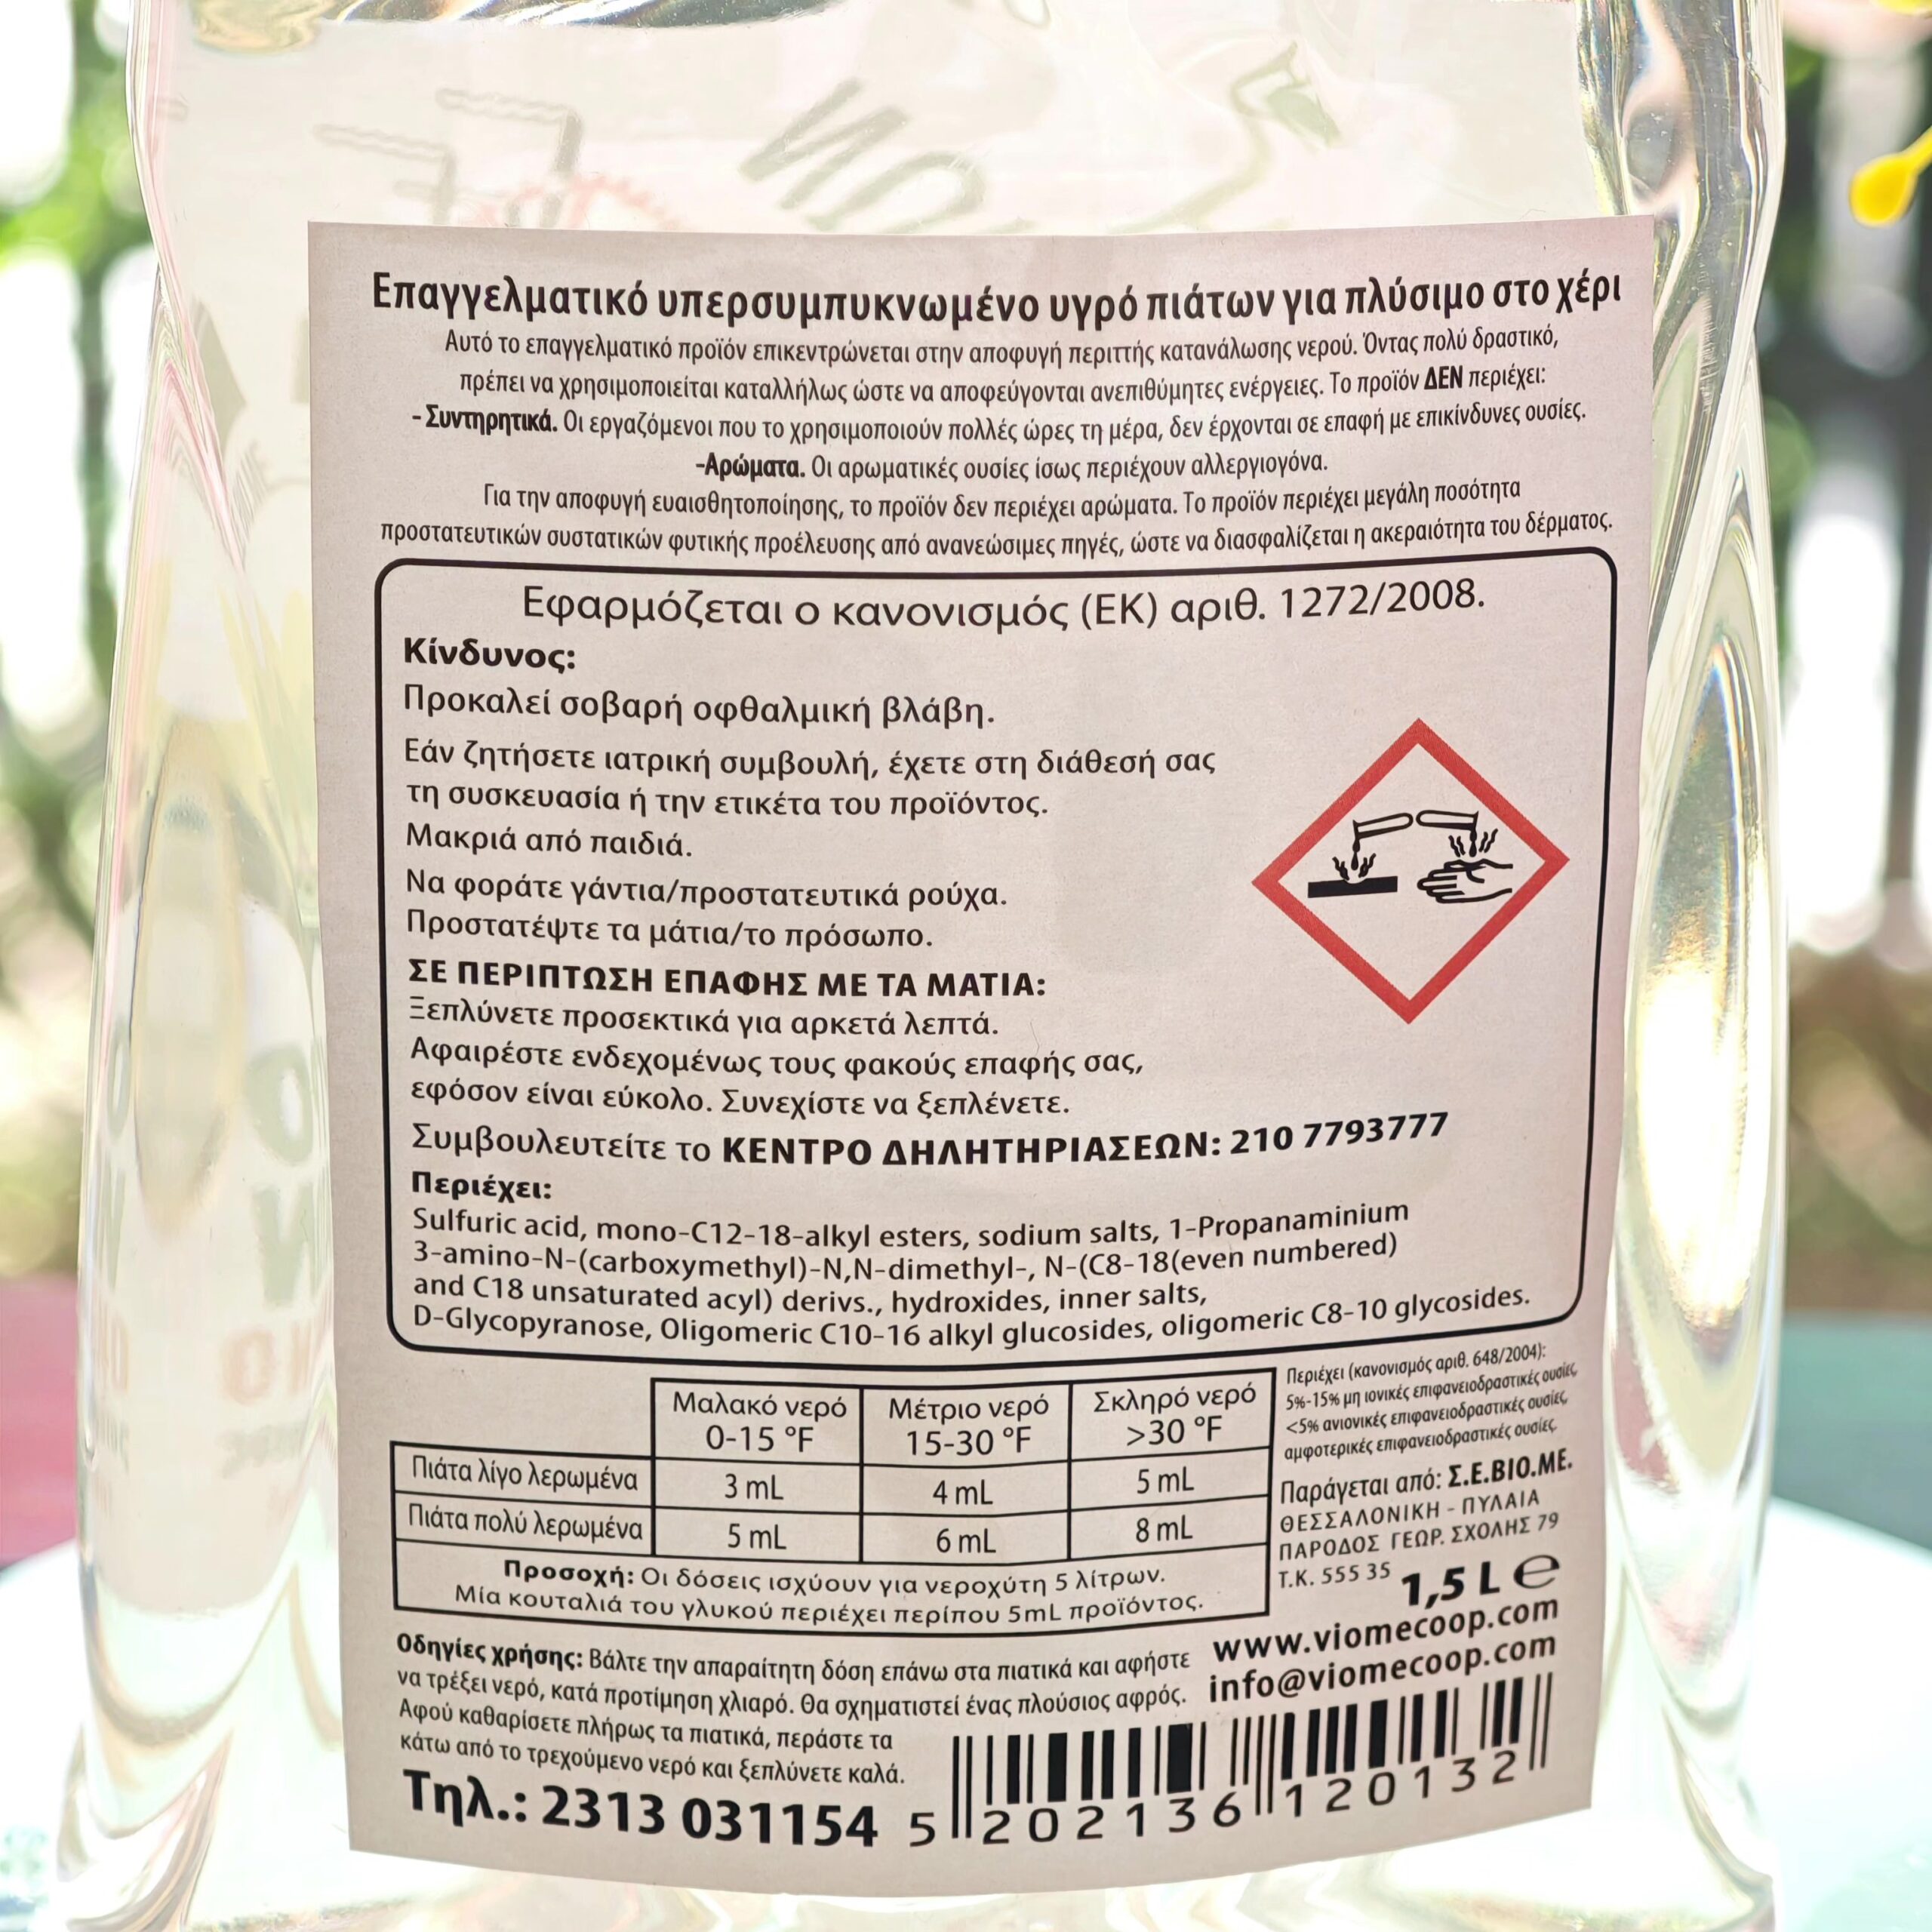 Επαγγελματικό υπερσυμπυκνωμένο υγρό πιάτων για πλύσιμο στο χέρι
Αυτό το επαγγελματικό προϊόν επικεντρώνεται στην αποφυγή περιττής κατανάλωσης νερού. Όντας πολύ δραστικό,
πρέπει να χρησιμοποιείται καταλλήλως ώστε να αποφεύγονται ανεπιθύμητες ενέργειες. Το προϊόν ΔΕΝ περιέχει:
- Συντηρητικά. Οι εργαζόμενοι που το χρησιμοποιούν πολλές ώρες τη μέρα, δεν έρχονται σε επαφή με επικίνδυνες ουσίες.
-Αρώματα. Οι αρωματικές ουσίες ίσως περιέχουν αλλεργιογόνα.
Για την αποφυγή ευαισθητοποίησης, το προϊόν δεν περιέχει αρώματα. Το προϊόν περιέχει μεγάλη ποσότητα
προστατευτικών συστατικών φυτικής προέλευσης από ανανεώσιμες πηγές, ώστε να διασφαλίζεται η ακεραιότητα του δέρματος.
Εφαρμόζεται ο κανονισμός (ΕΚ) αριθ. 1272/2008.
Κίνδυνος:
Προκαλεί σοβαρή οφθαλμική βλάβη.
Εάν ζητήσετε ιατρική συμβουλή, έχετε στη διάθεσή σας
τη συσκευασία ή την ετικέτα του προϊόντος.
Μακριά από παιδιά.
Να φοράτε γάντια/προστατευτικά ρούχα.
Προστατέψτε τα μάτια/το πρόσωπο.
ΣΕ ΠΕΡΙΠΤΩΣΗ ΕΠΑΦΗΣ ΜΕ ΤΑ ΜΑΤΙΑ:
Ξεπλύνετε προσεκτικά για αρκετά λεπτά.
Αφαιρέστε ενδεχομένως τους φακούς επαφής σας,
εφόσον είναι εύκολο. Συνεχίστε να ξεπλένετε.
Συμβουλευτείτε το ΚΕΝΤΡΟ ΔΗΛΗΤΗΡΙΑΣΕΩΝ: 210 7793777
Περιέχει:
Sulfuric acid, mono-C12-18-alkyl esters, sodium salts, 1-Propanaminium
3-amino-N-(carboxymethyl)-N,N-dimethyl-, N-(C8-18(even numbered)
and C18 unsaturated acyl) derivs., hydroxides, inner salts,
D-Glycopyranose, Oligomeric C10-16 alkyl glucosides, oligomeric C8-10 glycosides.
Μαλακό νερό Μέτριο νερό Σκληρό νερό
0-15 °F 15-30 °F >30 °F
Πιάτα λίγο λερωμένα 3 mL 4 mL 5 mL
Πιάτα πολύ λερωμένα 5 mL 6 mL 8 mL
Προσοχή: Οι δόσεις ισχύουν για νεροχύτη 5 λίτρων.
Μία κουταλιά του γλυκού περιέχει περίπου 5mL προϊόντος.
Περιέχει (κανονισμός αριθ. 648/2004):
5%-15% μη ιονικές επιφανειοδραστικές ουσίες,
<5% ανιονικές επιφανειοδραστικές ουσίες,
αμφοτερικές επιφανειοδραστικές ουσίες.
Παράγεται από: Σ.Ε.ΒΙΟ.ΜΕ.
ΘΕΣΣΑΛΟΝΙΚΗ - ΠΥΛΑΙΑ
ΠΑΡΟΔΟΣ ΓΕΩΡ. ΣΧΟΛΗΣ 79
Τ.Κ. 555 35
1,5 L e
www.viomecoop.com
info@viomecoop.com
Οδηγίες χρήσης: Βάλτε την απαραίτητη δόση επάνω στα πιατικά και αφήστε
να τρέξει νερό, κατά προτίμηση χλιαρό. Θα σχηματιστεί ένας πλούσιος αφρός.
Αφού καθαρίσετε πλήρως τα πιατικά, περάστε τα
κάτω από το τρεχούμενο νερό και ξεπλύνετε καλά.
Τηλ.: 2313 031154
5 202136 120132